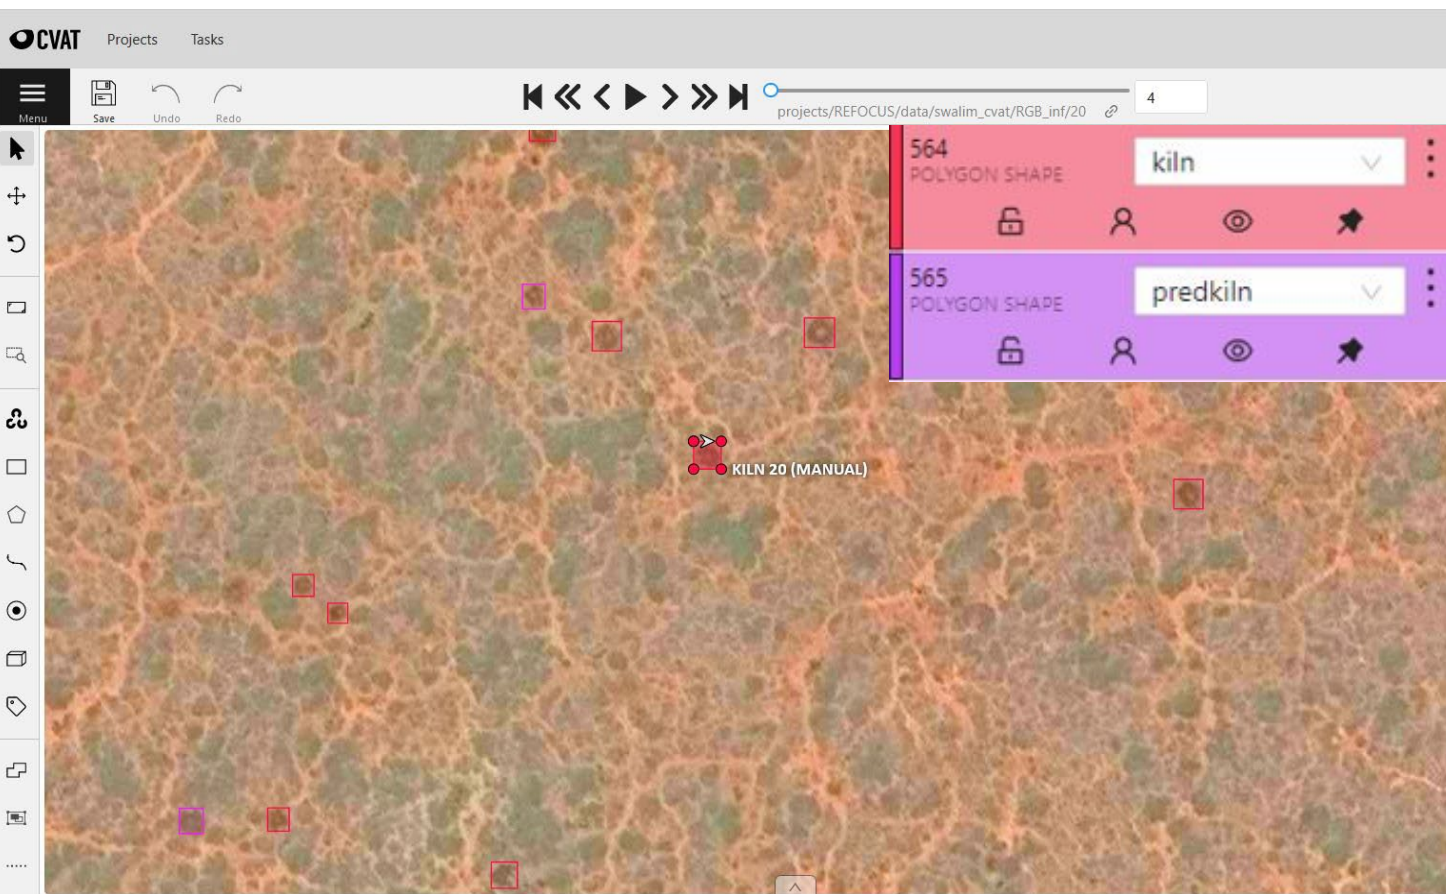 CVAT Projects Tasks
Menu Save Undo Redo
4
projects/REFOCUS/data/swalim_cvat/RGB_inf/20
564 kiln
POLYGON SHAPE
565 predkiln
POLYGON SHAPE
KILN 20 (MANUAL)